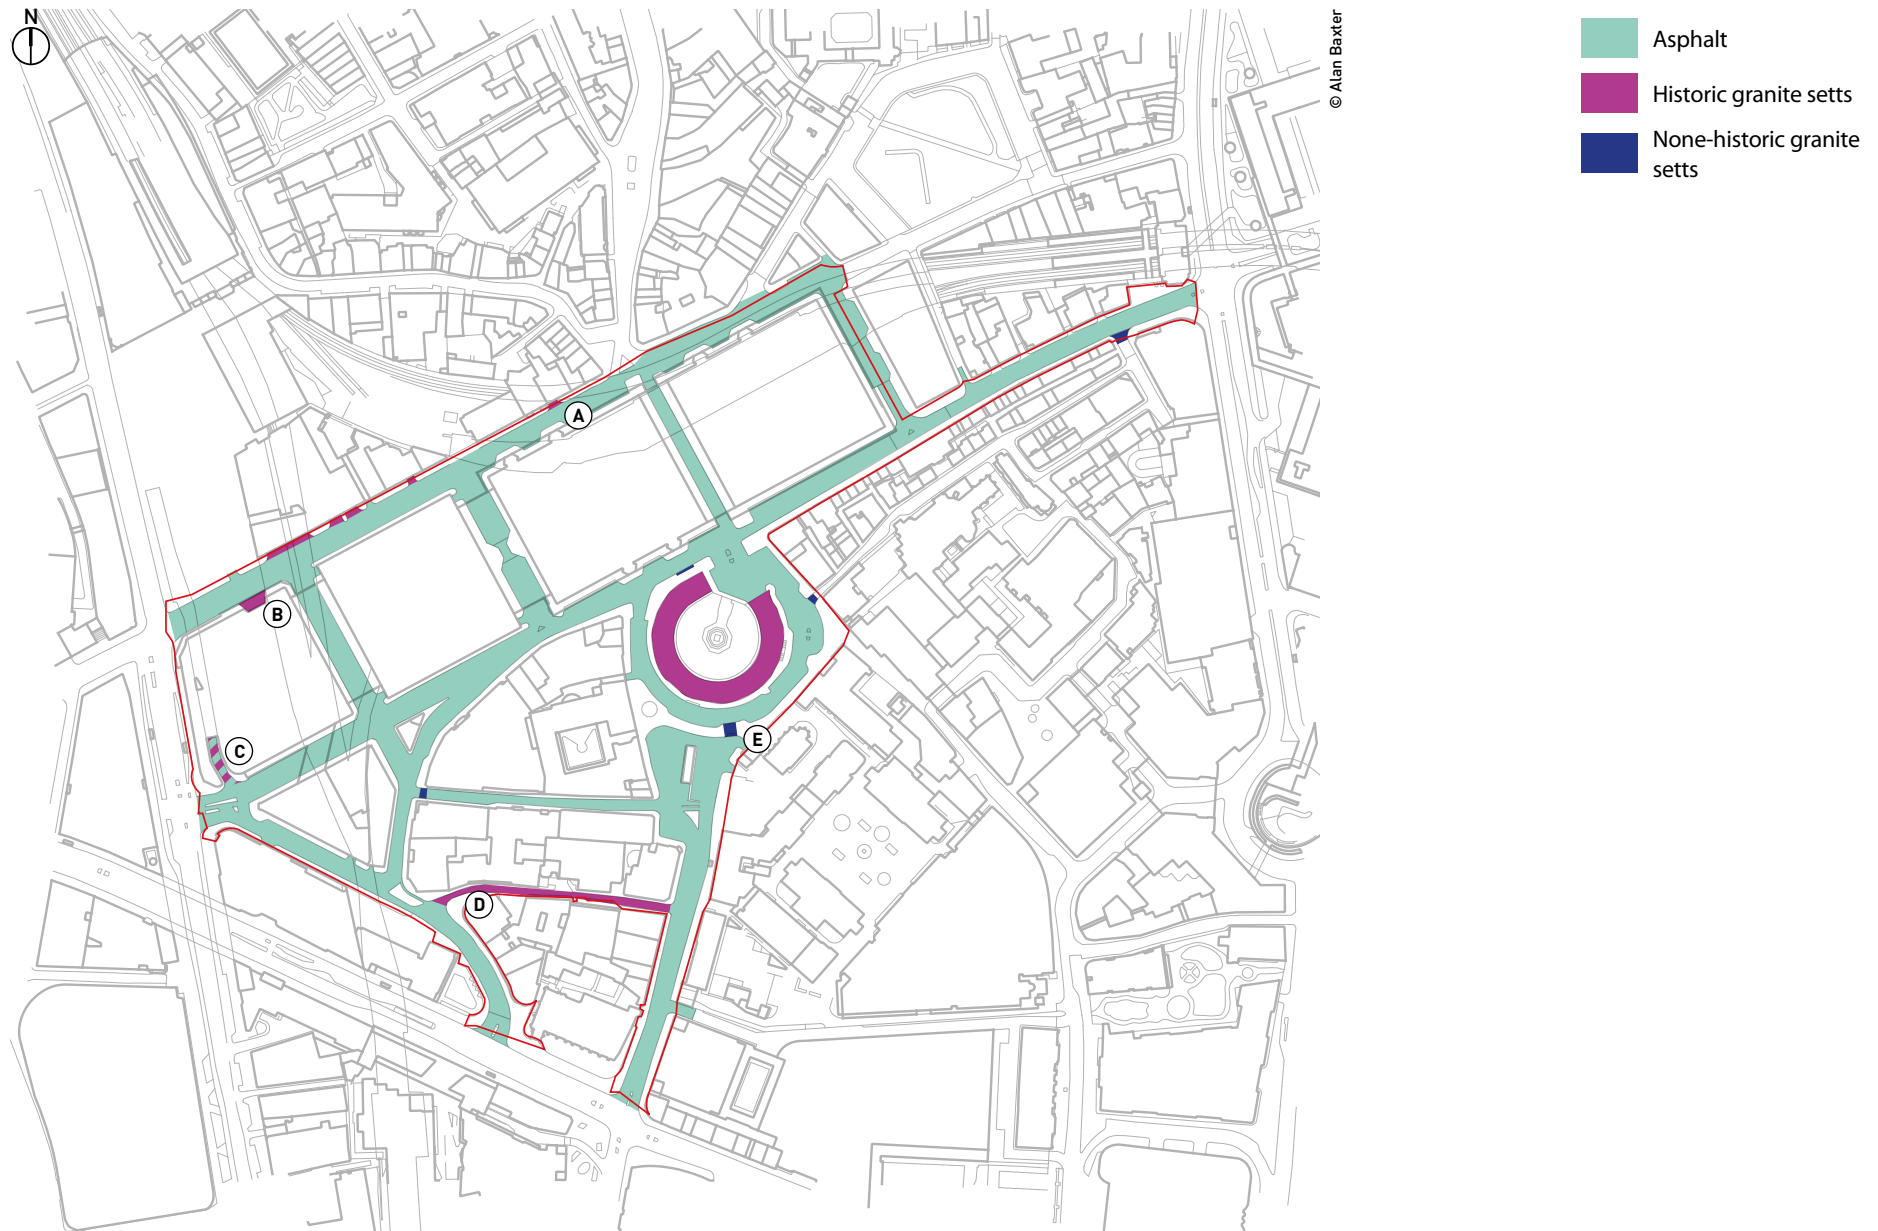 N
© Alan Baxter
Asphalt
Historic granite setts
None-historic granite
setts
A
B
C
D
E